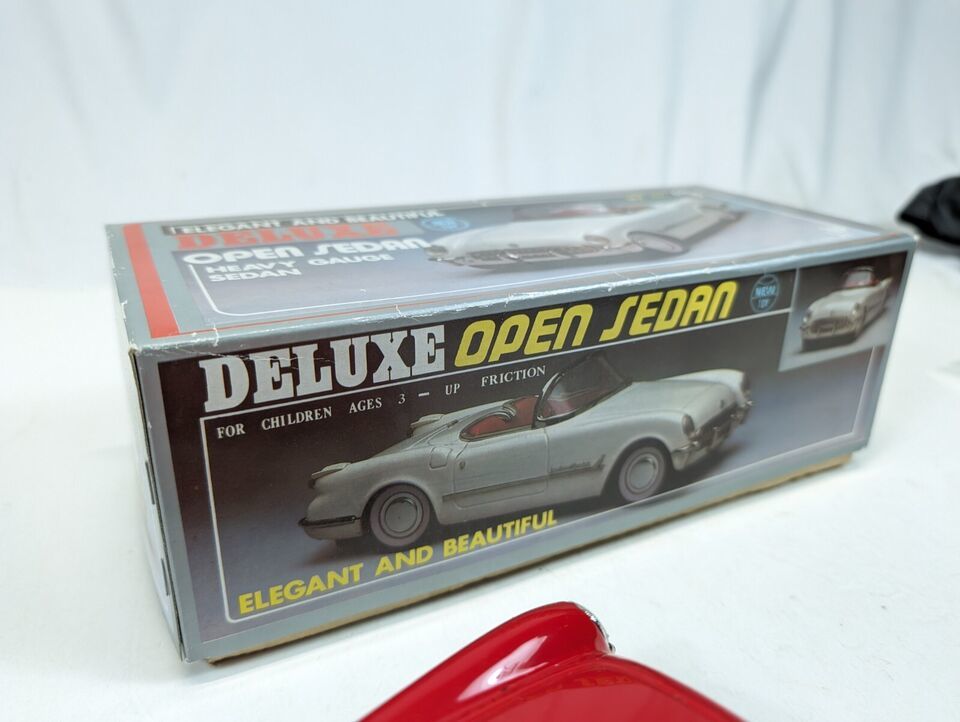 ELEGANT AND BEAUTIFUL
DELUXE
OPEN SEDAN
HEAVY GAUGE
SEDAN
DELUXE OPEN SEDAN
FOR CHILDREN AGES 3 — UP FRICTION
TOY
ELEGANT AND BEAUTIFUL